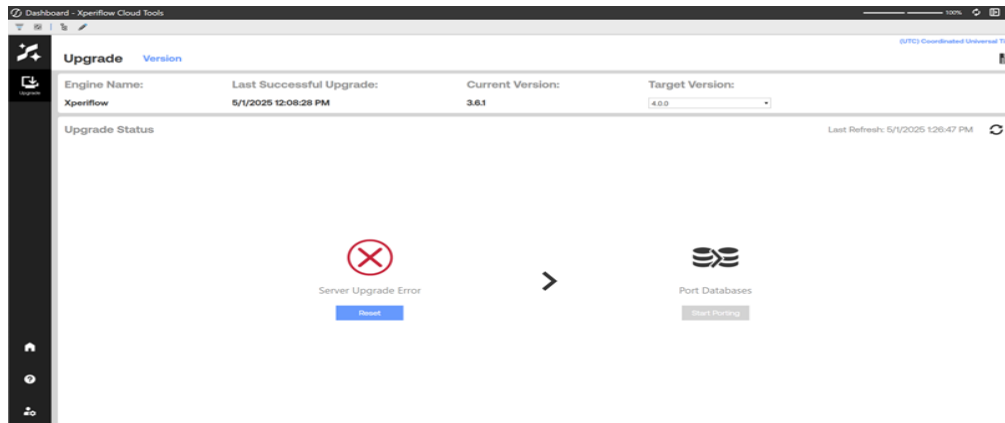 Dashboard - Xperiflow Cloud Tools
100%
(UTC) Coordinated Universal Ti
Upgrade Version
Upgrade
Engine Name: Last Successful Upgrade: Current Version: Target Version:
Xperiflow 5/1/2025 12:08:28 PM 3.6.1 4.0.0
Upgrade Status Last Refresh: 5/1/2025 1:26:47 PM
Server Upgrade Error Port Databases
Reset Start Porting